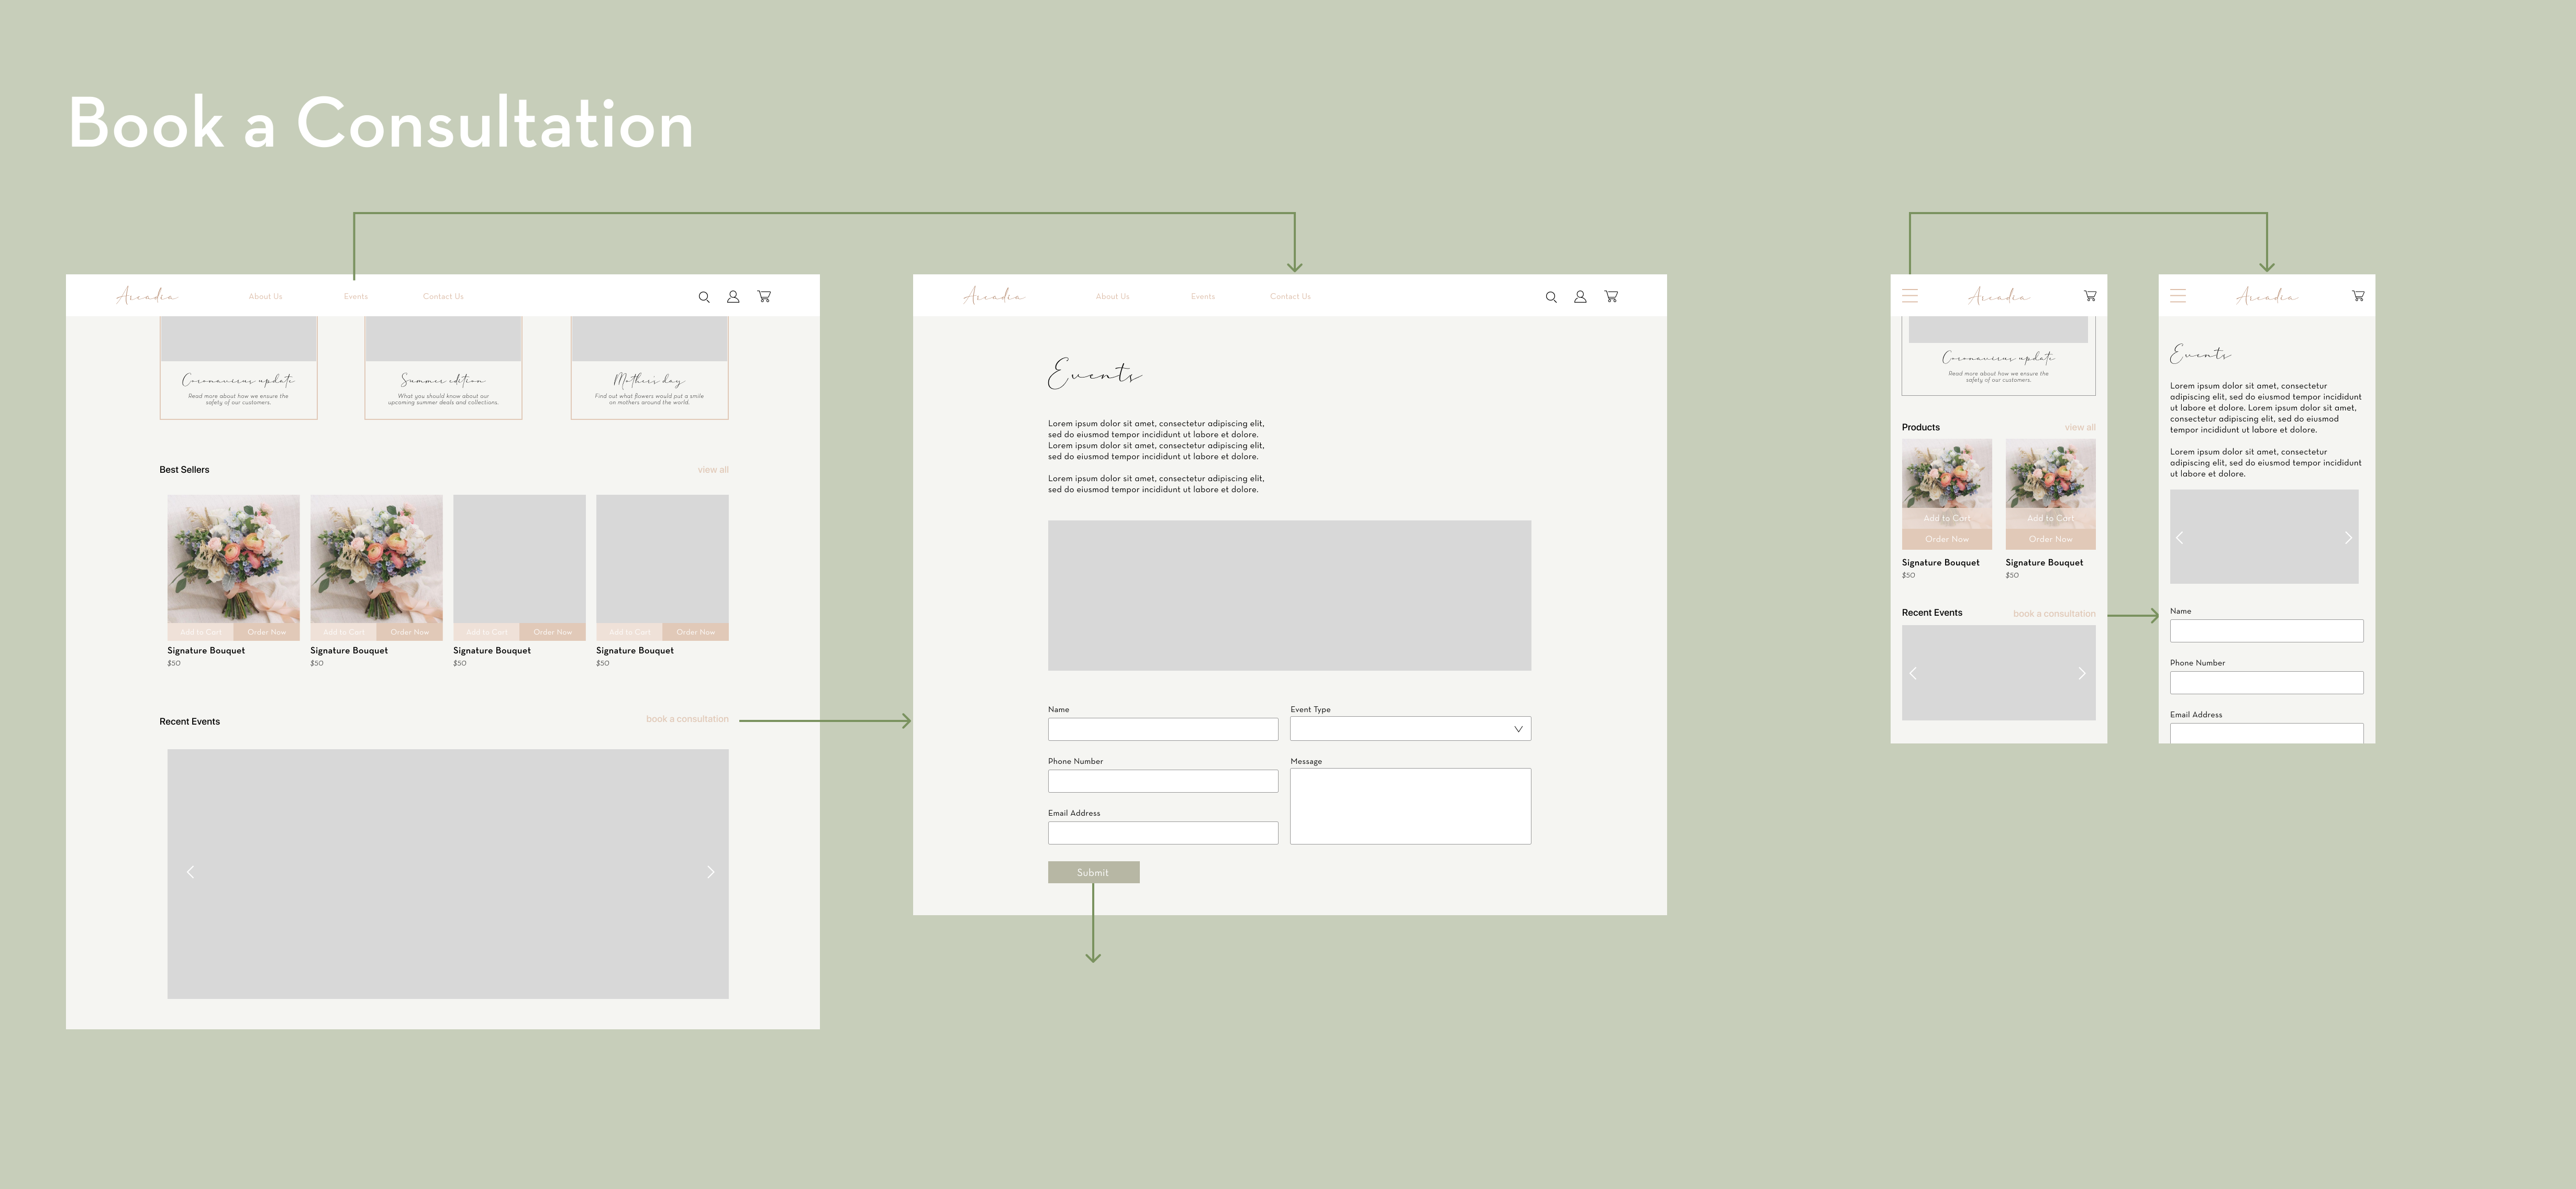 Book a Consultation
Arcadia
About Us
Events
Contact Us
Coronavirus update
Read more about how we ensure the
safety of our customers.
Summer edition
What you should know about our
upcoming summer deals and collections.
Mother's day
Find out what flowers would put a smile
on mothers around the world.
Best Sellers
view all
Add to Cart
Order Now
Add to Cart
Order Now
Add to Cart
Order Now
Add to Cart
Order Now
Signature Bouquet
$50
Signature Bouquet
$50
Signature Bouquet
$50
Signature Bouquet
$50
Recent Events
book a consultation
Arcadia
About Us
Events
Contact Us
Events
Lorem ipsum dolor sit amet, consectetur adipiscing elit,
sed do eiusmod tempor incididunt ut labore et dolore.
Lorem ipsum dolor sit amet, consectetur adipiscing elit,
sed do eiusmod tempor incididunt ut labore et dolore.
Lorem ipsum dolor sit amet, consectetur adipiscing elit,
sed do eiusmod tempor incididunt ut labore et dolore.
Name
Event Type
Phone Number
Message
Email Address
Submit
Arcadia
Coronavirus update
Read more about how we ensure the
safety of our customers.
Products
view all
Add to Cart
Order Now
Add to Cart
Order Now
Signature Bouquet
$50
Signature Bouquet
$50
Recent Events
book a consultation
Arcadia
Events
Lorem ipsum dolor sit amet, consectetur
adipiscing elit, sed do eiusmod tempor incididunt
ut labore et dolore. Lorem ipsum dolor sit amet,
consectetur adipiscing elit, sed do eiusmod
tempor incididunt ut labore et dolore.
Lorem ipsum dolor sit amet, consectetur
adipiscing elit, sed do eiusmod tempor incididunt
ut labore et dolore.
Name
Phone Number
Email Address